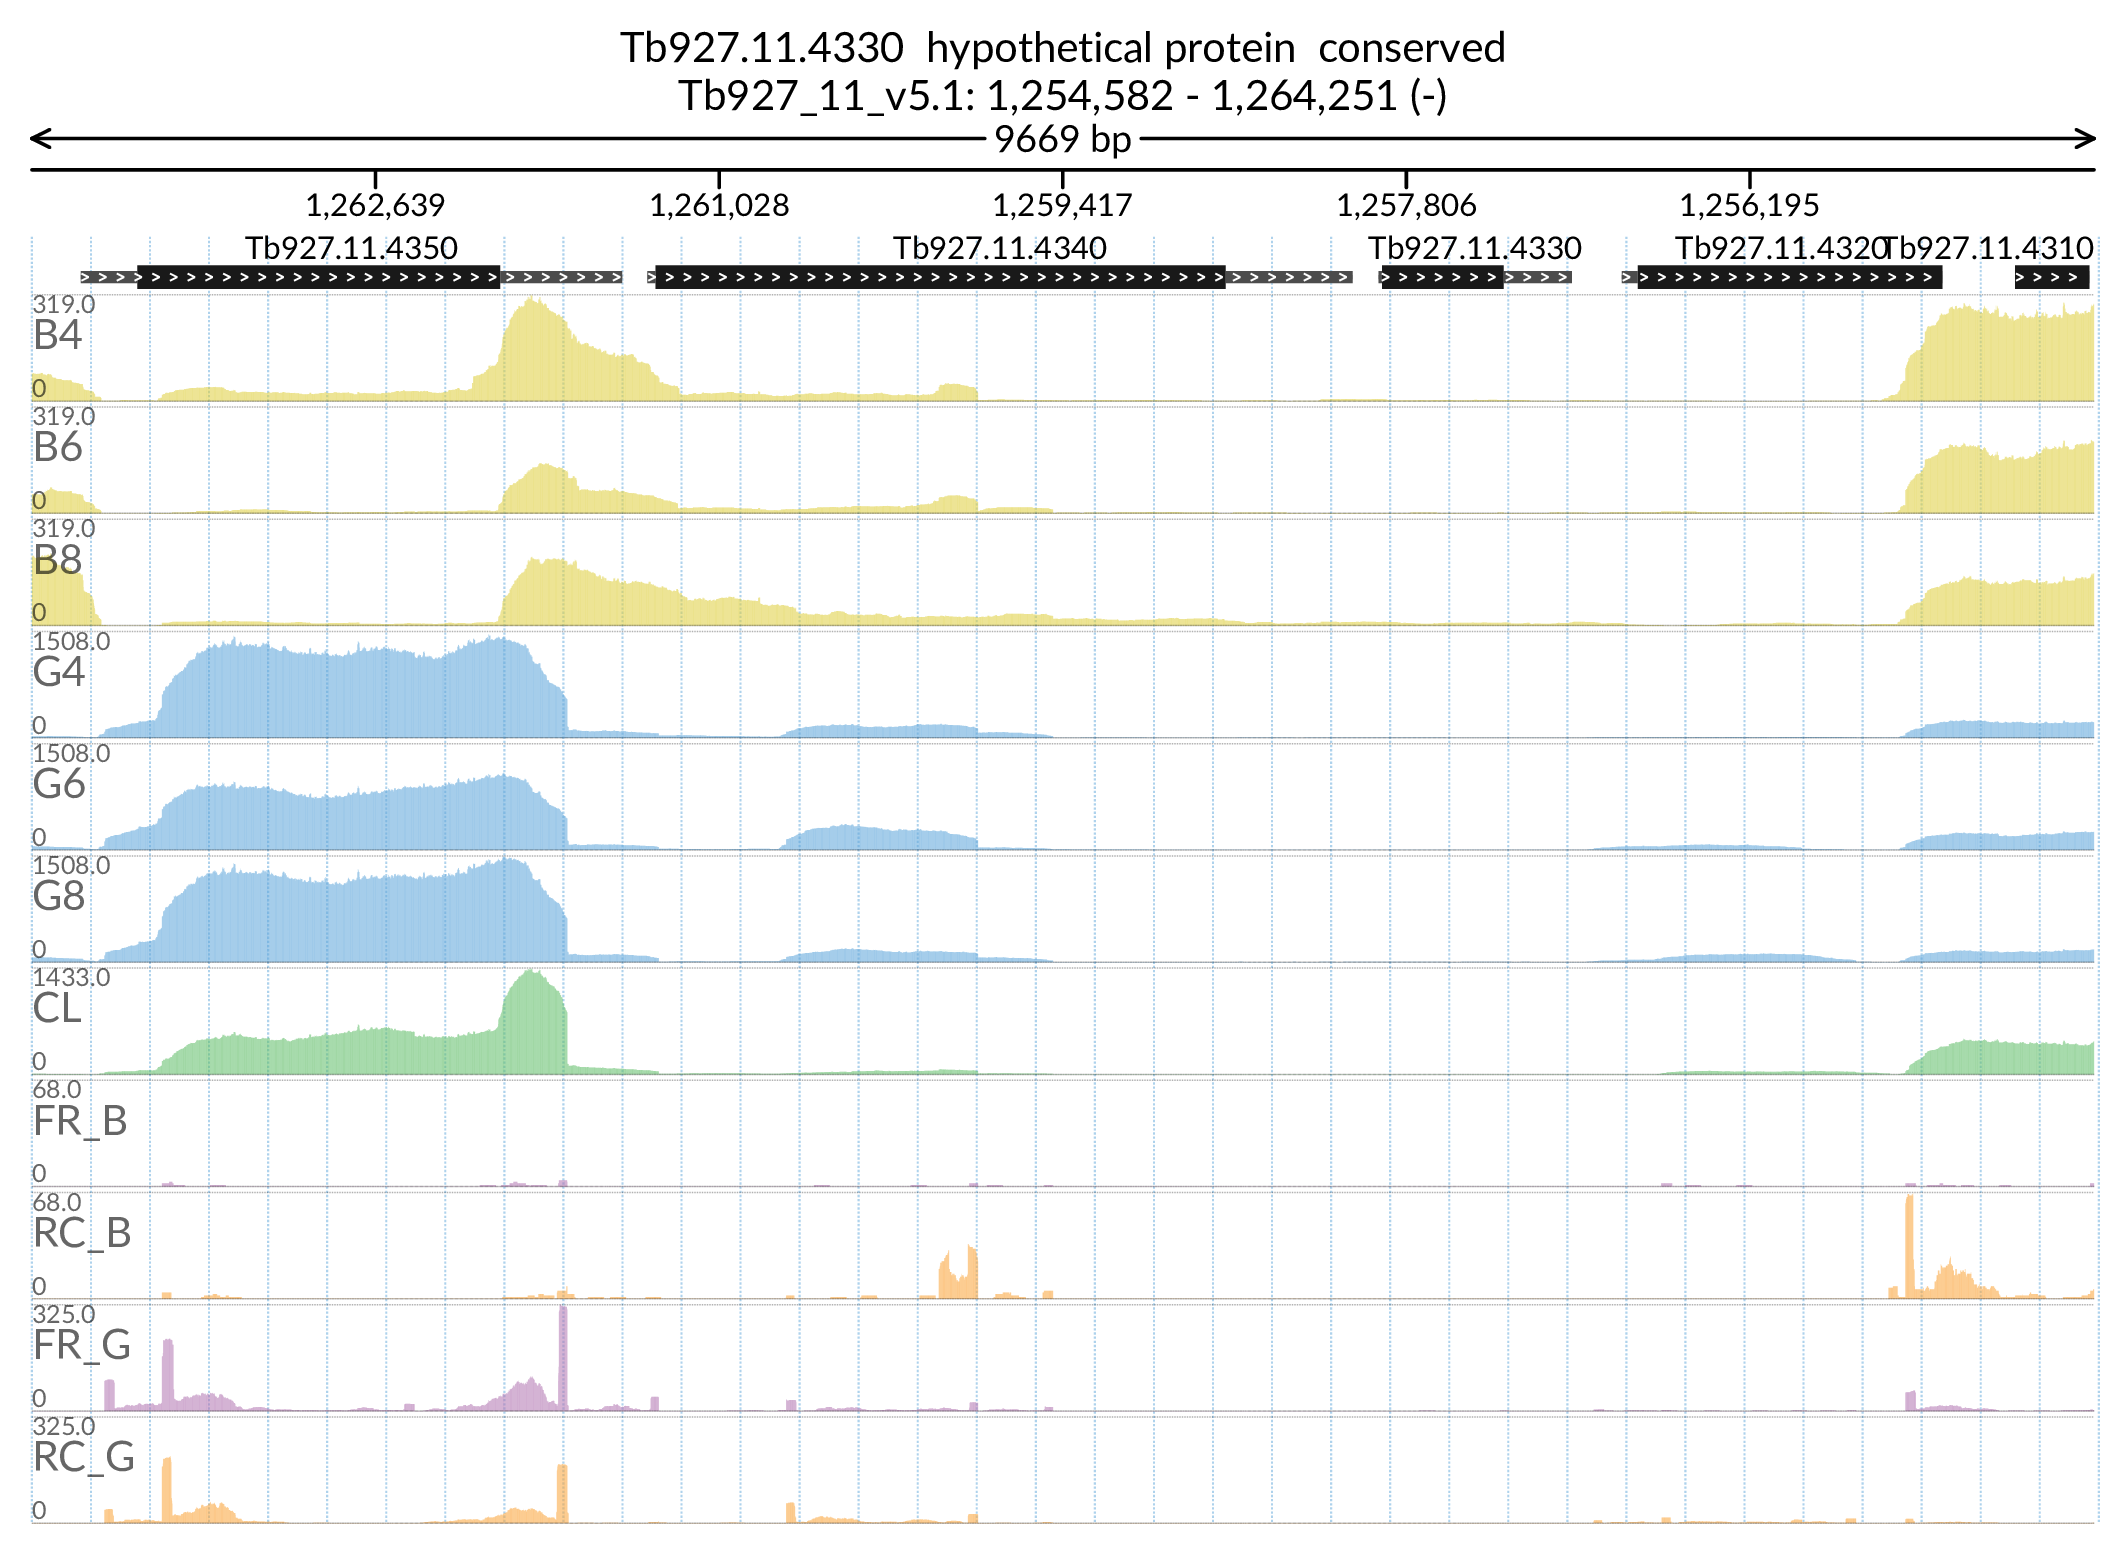 Tb927.11.4330  hypothetical protein  conserved
Tb927_11_v5.1: 1,254,582 - 1,264,251 (-)
9669 bp
1,262,639 1,261,028 1,259,417 1,257,806 1,256,195
Tb927.11.4350 Tb927.11.4340 Tb927.11.4330 Tb927.11.4320 Tb927.11.4310
319.0
B4
0
319.0
B6
0
319.0
B8
0
1508.0
G4
0
1508.0
G6
0
1508.0
G8
0
1433.0
CL
0
68.0
FR_B
0
68.0
RC_B
0
325.0
FR_G
0
325.0
RC_G
0